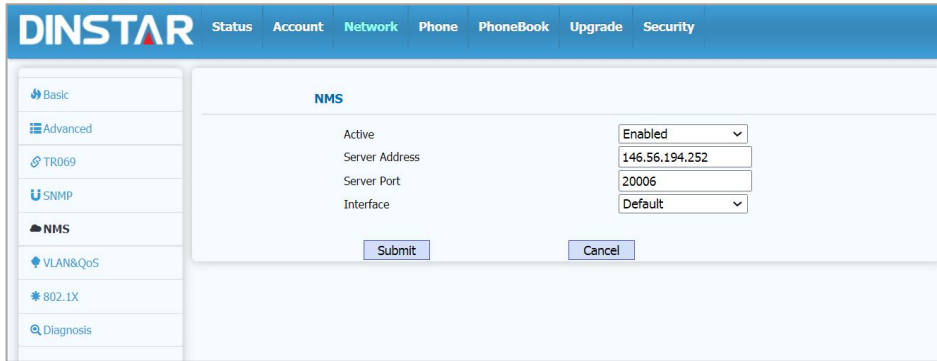 DINSTAR Status Account Network Phone PhoneBook Upgrade Security
Basic
Advanced
TR069
SNMP
NMS
VLAN&QoS
802.1X
Diagnosis
NMS
Active Enabled
Server Address 146.56.194.252
Server Port 20006
Interface Default
Submit Cancel